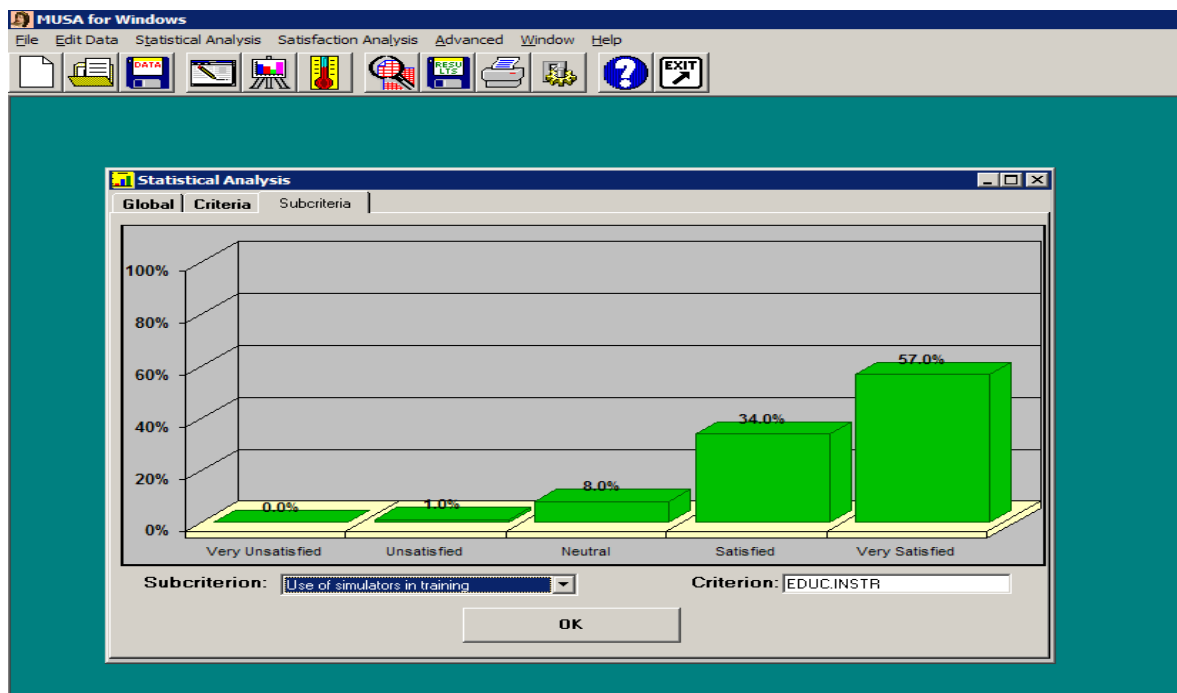 MUSA for Windows
File Edit Data Statistical Analysis Satisfaction Analysis Advanced Window Help
DATA
RESU
LTS
?
EXIT
Statistical Analysis
Global Criteria Subcriteria
100%
80%
60%
40%
20%
0%
0.0%
1.0%
8.0%
34.0%
57.0%
Very Unsatisfied Unsatisfied Neutral Satisfied Very Satisfied
Subcriterion: Use of simulators in training Criterion: EDUC.INSTR
OK